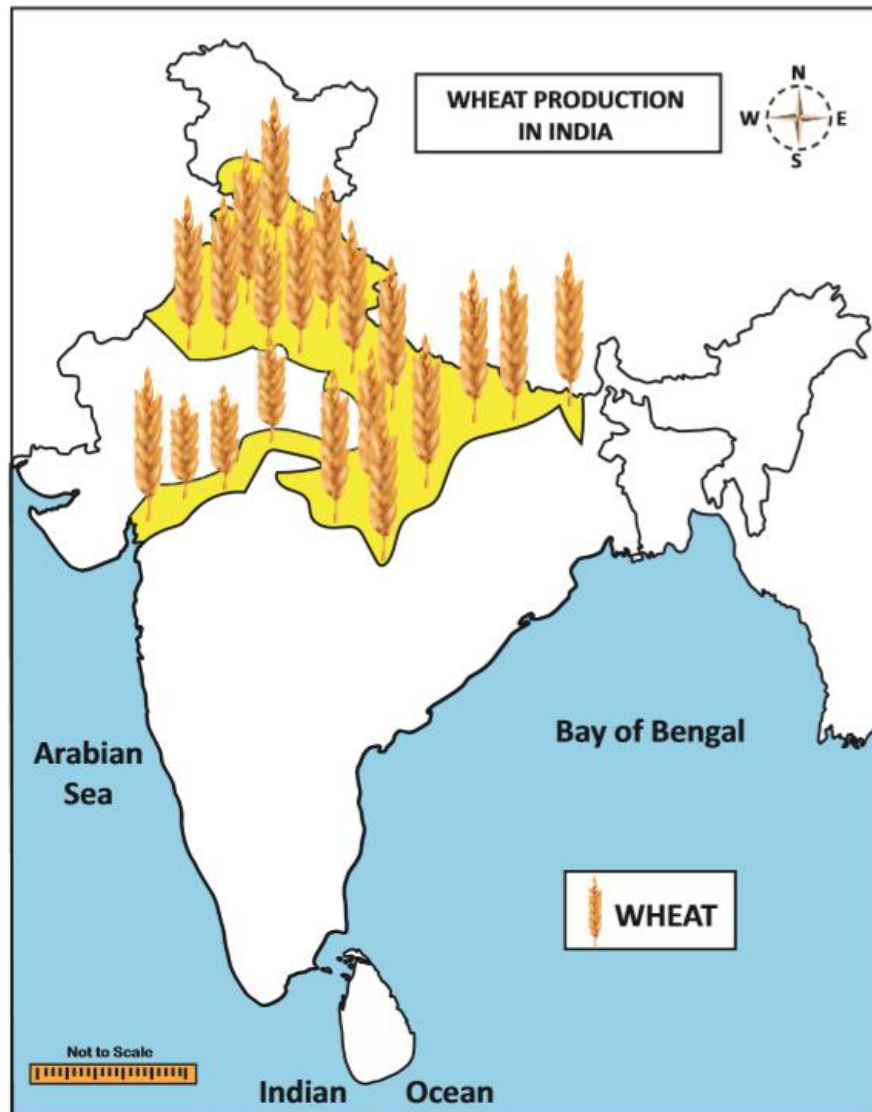 WHEAT PRODUCTION
IN INDIA
N
W E
S
Arabian
Sea
Bay of Bengal
WHEAT
Not to Scale
Indian Ocean